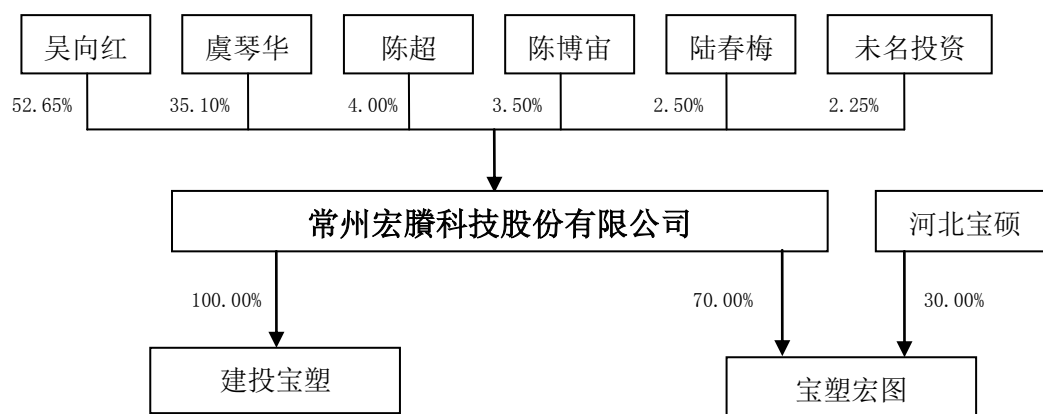 吴向红 虞琴华 陈超 陈博宙 陆春梅 未名投资
52.65% 35.10% 4.00% 3.50% 2.50% 2.25%
常州宏腾科技股份有限公司 河北宝硕
100.00% 70.00% 30.00%
建投宝塑 宝塑宏图